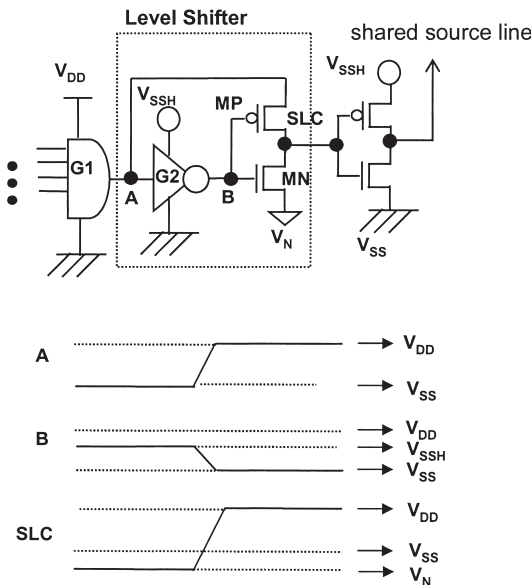 Level Shifter
shared source line
VDD
VSSH
MP
SLC
VSSH
G1
G2
A
B
MN
VN
VSS
A
VDD
VSS
B
VDD
VSSH
VSS
SLC
VDD
VSS
VN